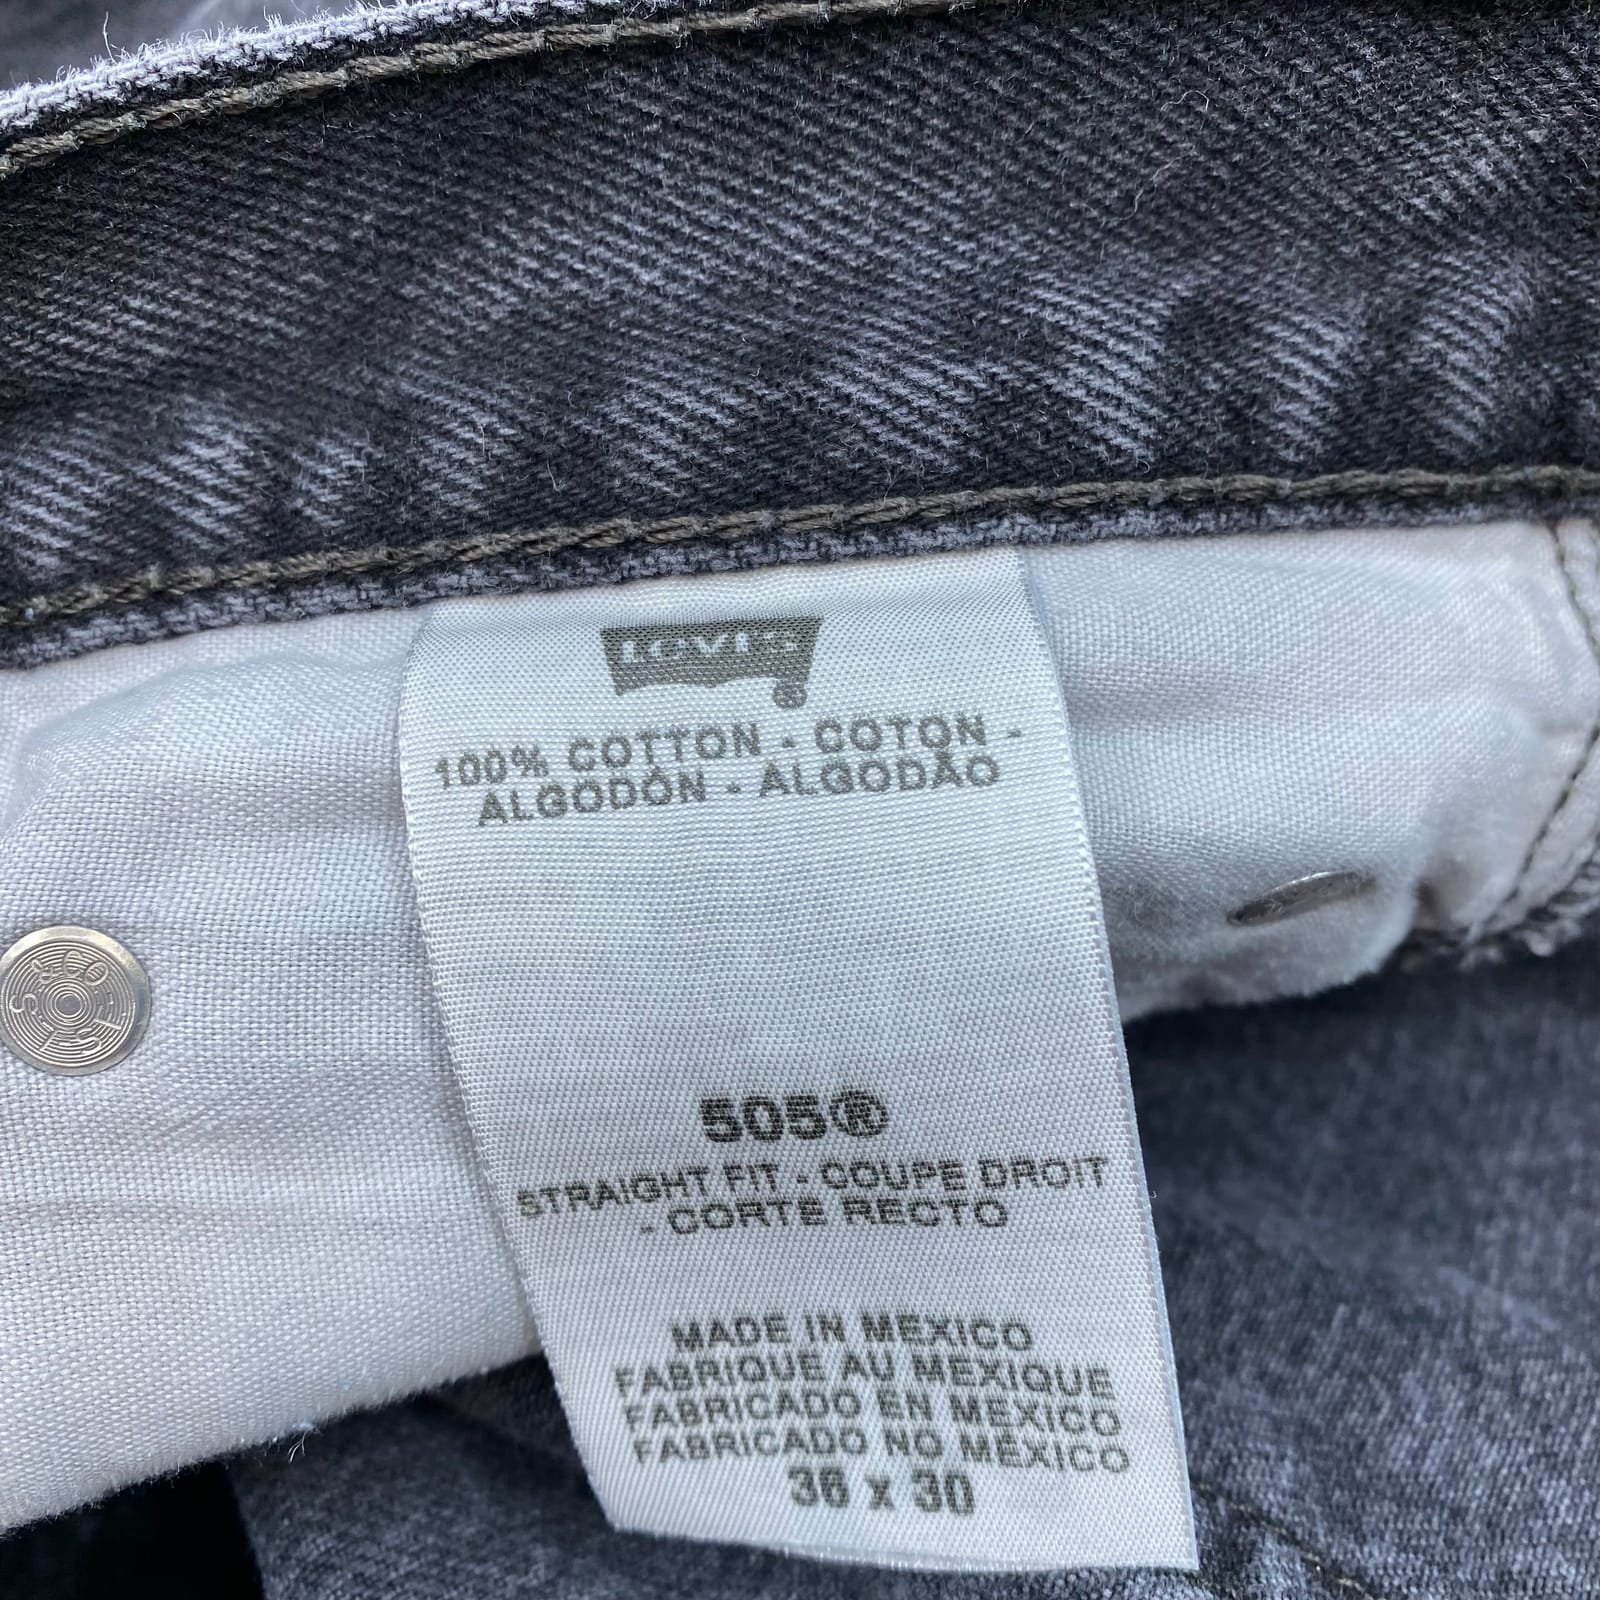 LEVI'S
®
100% COTTON - COTON -
ALGODÓN - ALGODÃO
505®
STRAIGHT FIT - COUPE DROIT
- CORTE RECTO
MADE IN MEXICO
FABRIQUE AU MEXIQUE
FABRICADO EN MÉXICO
FABRICADO NO MÉXICO
36 x 30